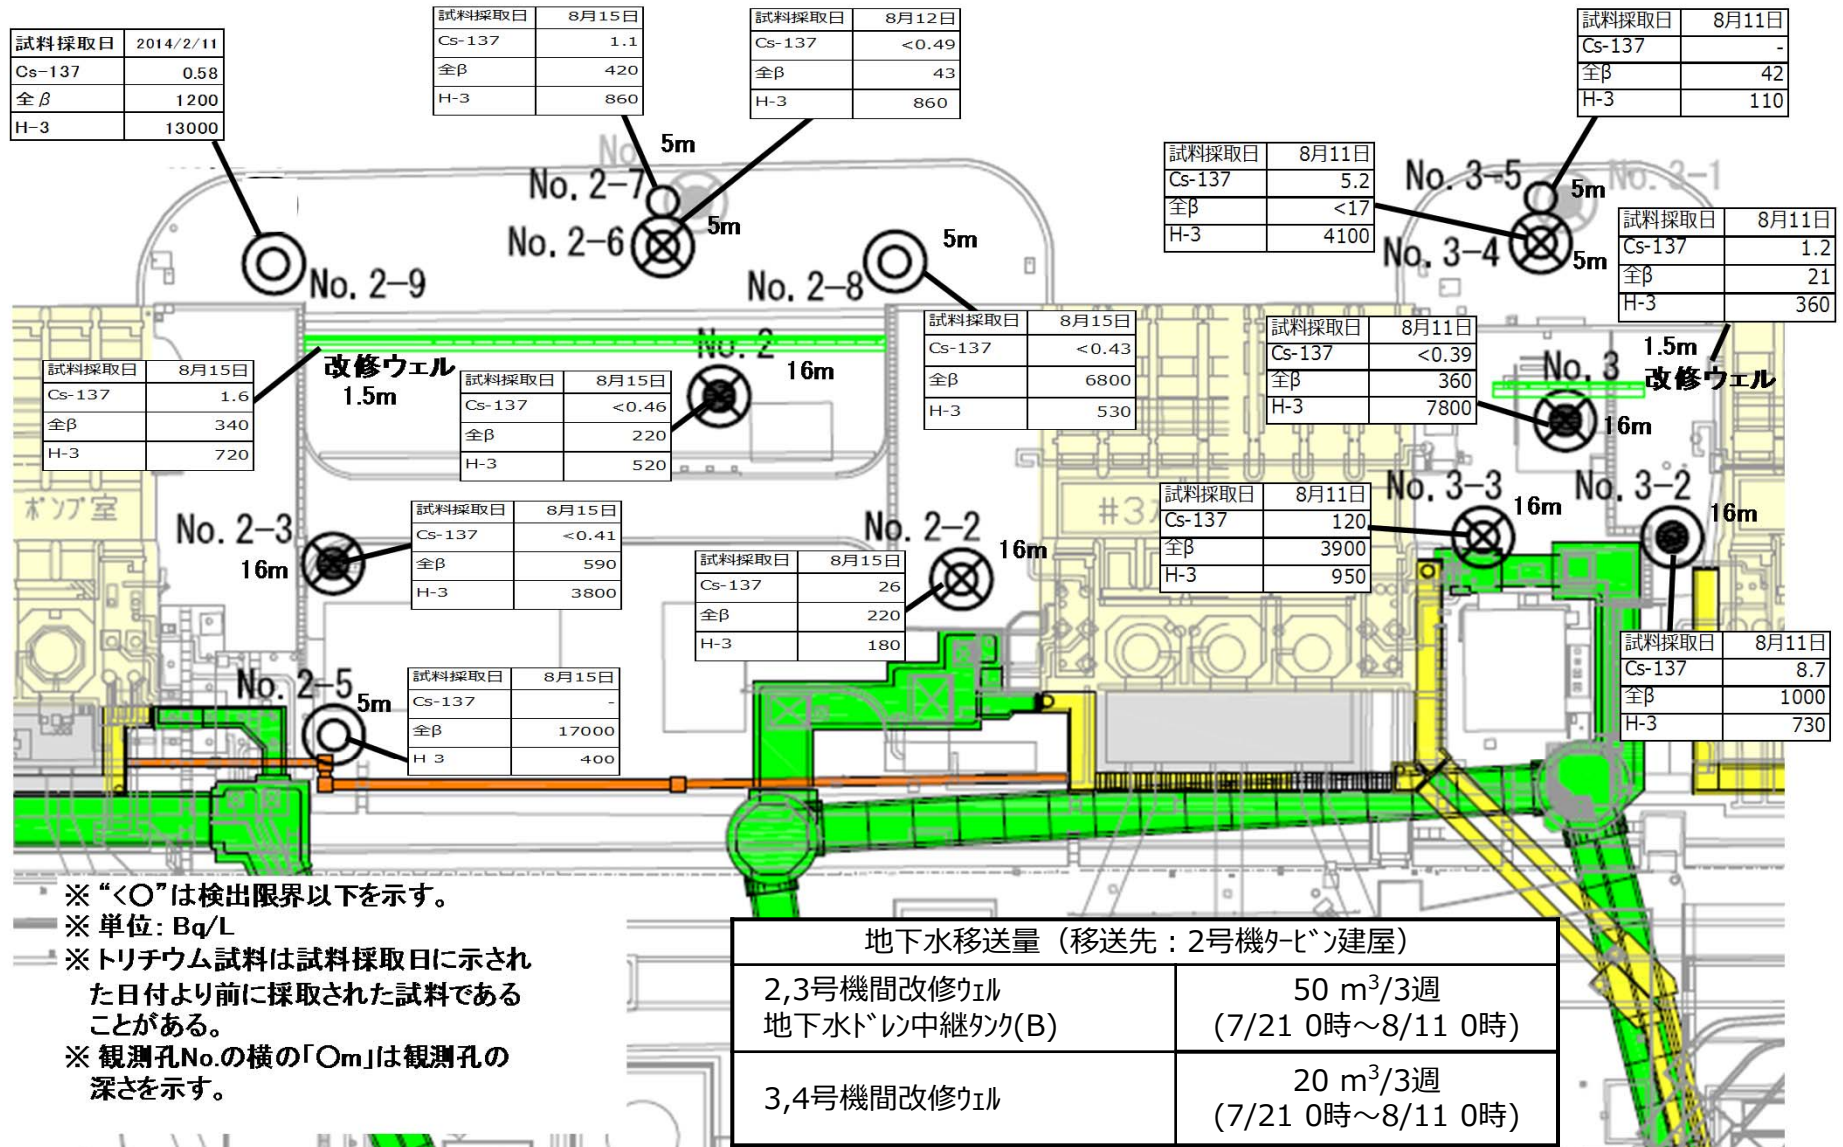 試料採取日 2014/2/11
Cs-137 0.58
全β 1200
H-3 13000
試料採取日 8月15日
Cs-137 1.1
全β 420
H-3 860
試料採取日 8月12日
Cs-137 <0.49
全β 43
H-3 860
試料採取日 8月11日
Cs-137 -
全β 42
H-3 110
No 5m
No. 2-7
5m
No. 2-6
5m
No. 2-8
No. 2-9
試料採取日 8月11日
Cs-137 5.2
全β <17
H-3 4100
No. 3-5 5m No. 3-1
No. 3-4 5m
試料採取日 8月11日
Cs-137 1.2
全β 21
H-3 360
試料採取日 8月15日
Cs-137 1.6
全β 340
H-3 720
改修ウェル
1.5m
No. 2
16m
試料採取日 8月15日
Cs-137 <0.46
全β 220
H-3 520
試料採取日 8月15日
Cs-137 <0.43
全β 6800
H-3 530
試料採取日 8月11日
Cs-137 <0.39
全β 360
H-3 7800
No. 3
16m
1.5m
改修ウェル
ポンプ室
No. 2-3
16m
試料採取日 8月15日
Cs-137 <0.41
全β 590
H-3 3800
No. 2-2
16m
試料採取日 8月15日
Cs-137 26
全β 220
H-3 180
#3
試料採取日 8月11日
Cs-137 120
全β 3900
H-3 950
No. 3-3
16m
No. 3-2
16m
試料採取日 8月11日
Cs-137 8.7
全β 1000
H-3 730
No. 2-5
5m
試料採取日 8月15日
Cs-137 -
全β 17000
H 3 400
※ “<〇”は検出限界以下を示す。
※ 単位: Bq/L
※ トリチウム試料は試料採取日に示され
た日付より前に採取された試料である
ことがある。
※ 観測孔No.の横の「〇m」は観測孔の
深さを示す。
地下水移送量（移送先：2号機ﾀｰﾋﾞﾝ建屋）
2,3号機間改修ｳｪﾙ 50 m³/3週
地下水ﾄﾞﾚﾝ中継ﾀﾝｸ(B) (7/21 0時～8/11 0時)
3,4号機間改修ｳｪﾙ 20 m³/3週
(7/21 0時～8/11 0時)